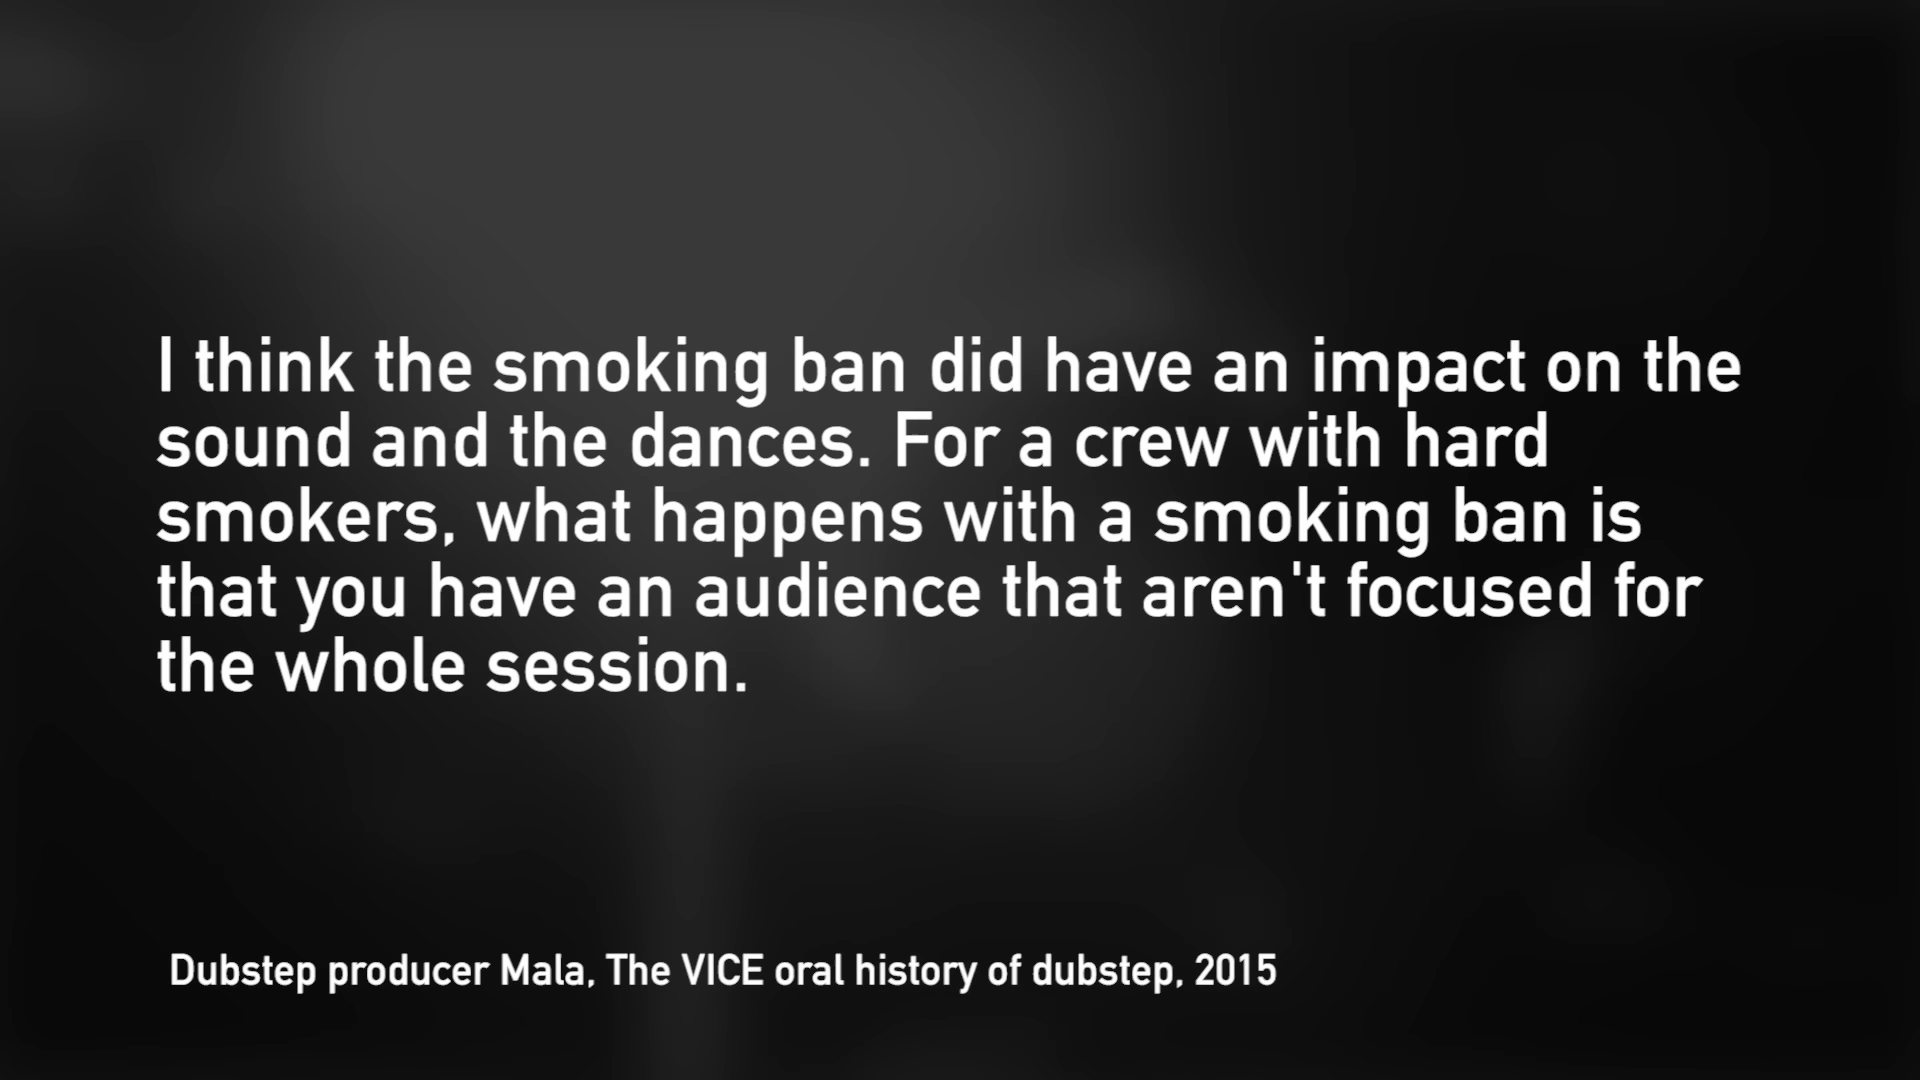 I think the smoking ban did have an impact on the
sound and the dances. For a crew with hard
smokers, what happens with a smoking ban is
that you have an audience that aren't focused for
the whole session.
Dubstep producer Mala, The VICE oral history of dubstep, 2015